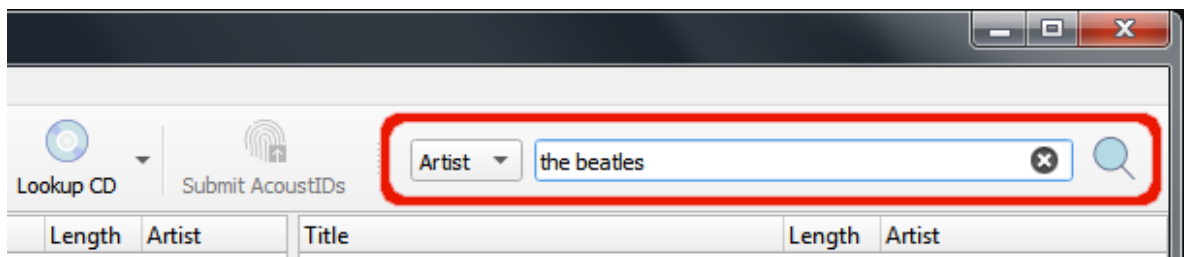 Artist the beatles
Lookup CD Submit AcoustIDs
Length Artist Title Length Artist